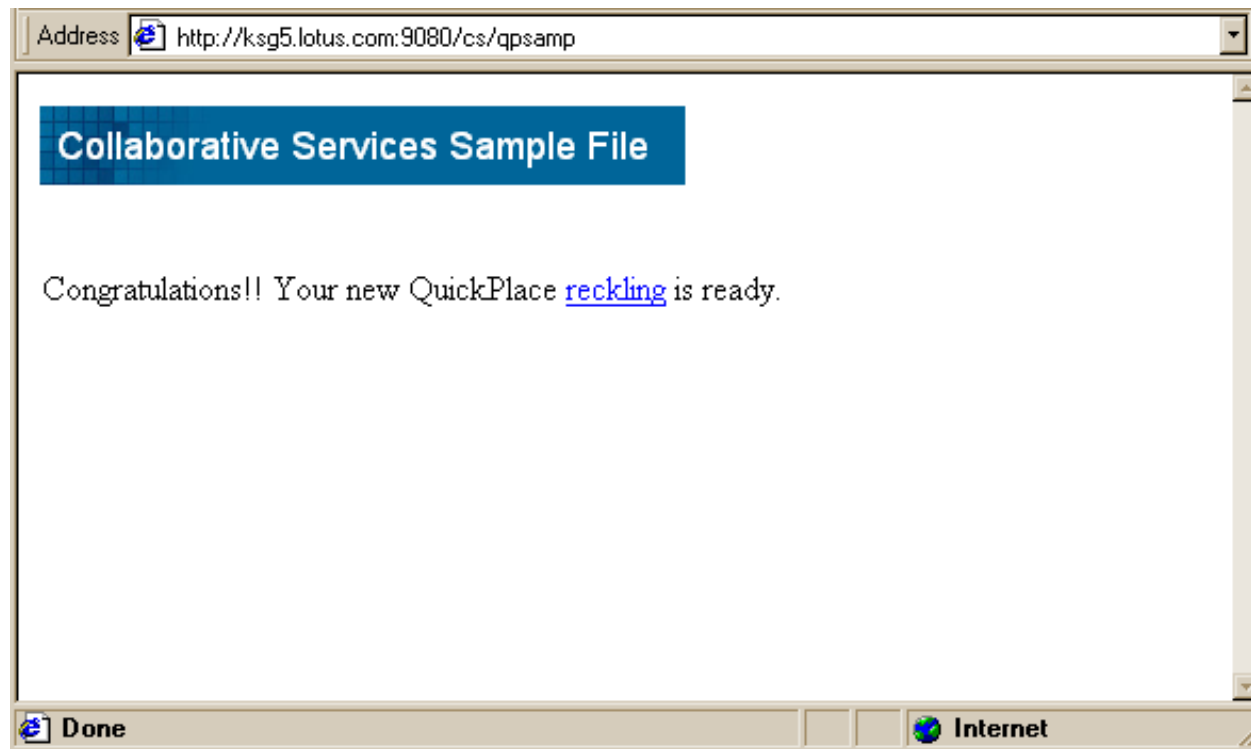 Address http://ksg5.lotus.com:9080/cs/qpsamp
Collaborative Services Sample File
Congratulations!! Your new QuickPlace reckling is ready.
Done Internet